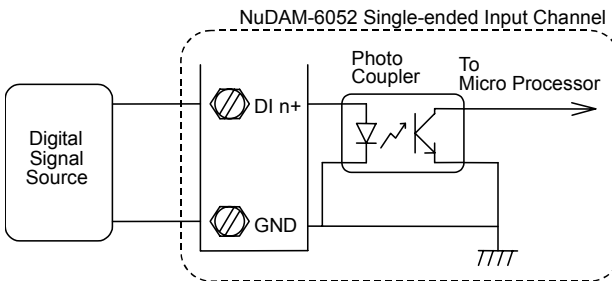 NuDAM-6052 Single-ended Input Channel
Photo
Coupler
To
Micro Processor
DI n+
Digital
Signal
Source
GND